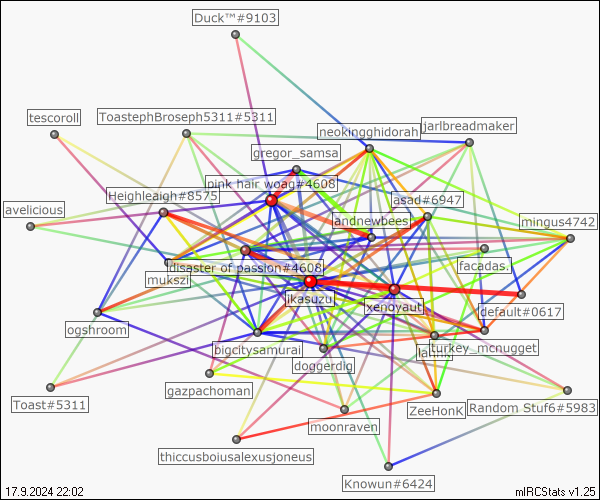 Duck™#9103
tescoroll
ToastephBroseph5311#5311
neokingghidorah
jarlbreadmaker
gregor_samsa
pink hair woag#4608
Heighleaigh#8575
asad#6947
avelicious
andnewbees
mingus4742
mukszi
disaster of passion#4608
facadas.
ikasuzu
xenoyaut
default#0617
ogshroom
bigcitysamurai
turkey_mcnugget
doggerdig
gazpachoman
Toast#5311
moonraven
ZeeHonK
Random Stuf6#5983
thiccusboiusalexusjoneus
Knowun#6424
17.9.2024 22:02
mIRCStats v1.25